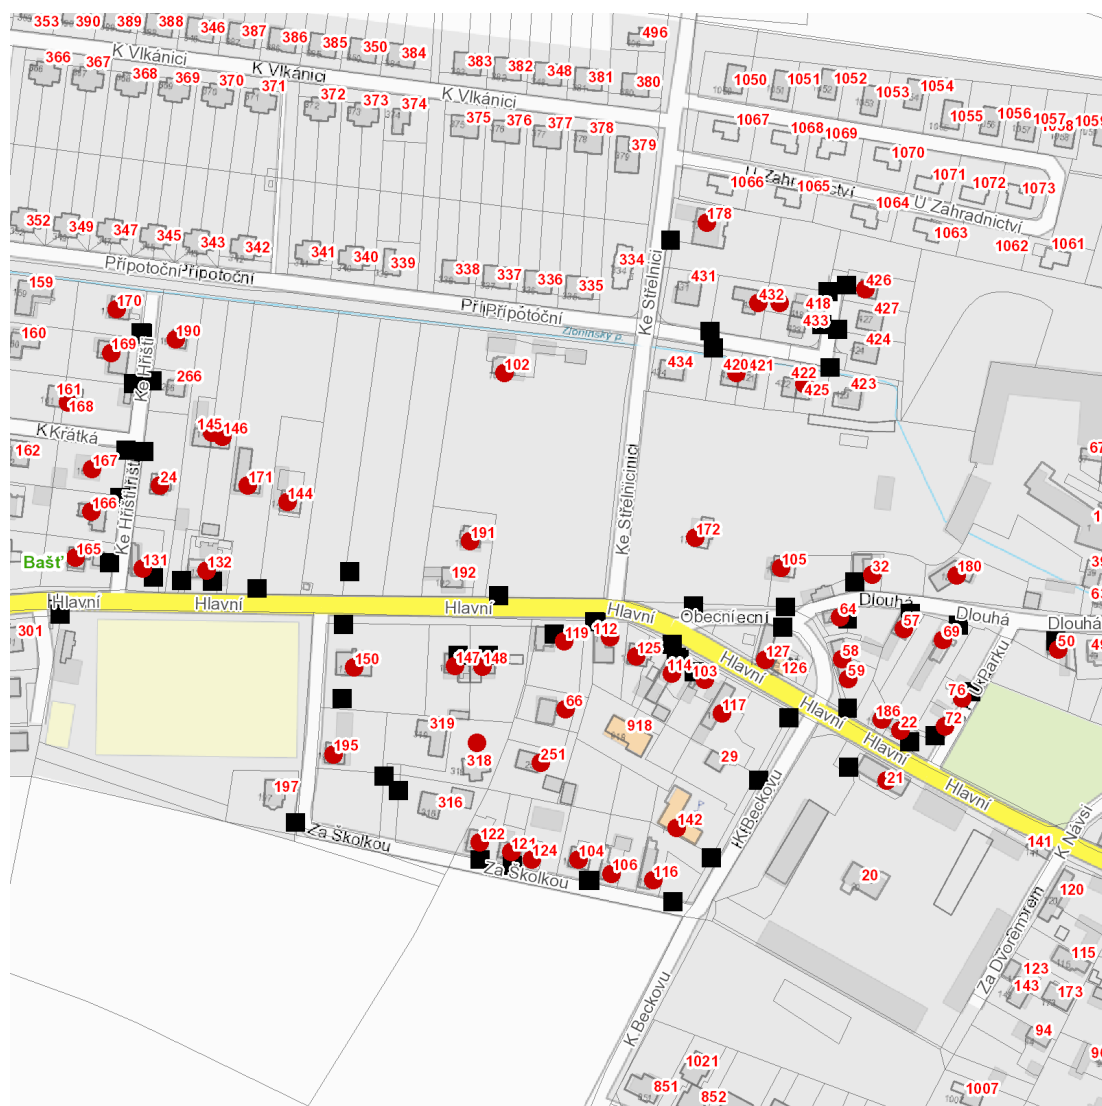 353 390 389 388 346 387 386 385 350 384 383 382 348 381 380 496
K Vlkánici
K Vlkánici
K Vlkánici
366 367 368 369 370 371 372 373 374 375 376 377 378 379
1050 1051 1052 1053 1054 1055 1056 1057 1058 1059
1067 1068 1069 1070 1071 1072 1073
U Zahradnictví
U Zahradnictví
1066 1065 1064 1063 1062 1061
178
352 349 347 345 343 342 341 340 339 338 337 336 335 334
Přípotoční
Přípotoční
Přípotoční
Ke Střelnici
Zlonínský p.
431 432 418 433 426 427 424
434 420 421 422 425 423
159 170 160 169 190 266 161 168 102
Ke Hřišti
K Krátká
162 167 145 146 24 171 144 166
Ke Hřišti
Ke Střelnici
165 131 132 191 192 172 105 32 180
Bašť
Hlavní
Hlavní
Hlavní
Hlavní
Obecní
Dlouhá
Dlouhá
Dlouhá
301 150 147 148 119 112 125 114 103 127 126 64 57 69 50 49
58 59 186 22 76 72
U Parku
Hlavní
Hlavní
Hlavní
Hlavní
66 117 918 29 319 318 251 195 197 316 142 21
Za Školkou
Za Školkou
122 121 124 104 106 116
K Beckovu
K Beckovu
K Návsi
141 20 120 115 123 143 173 94
Za Dvorem
1021 851 852 1007